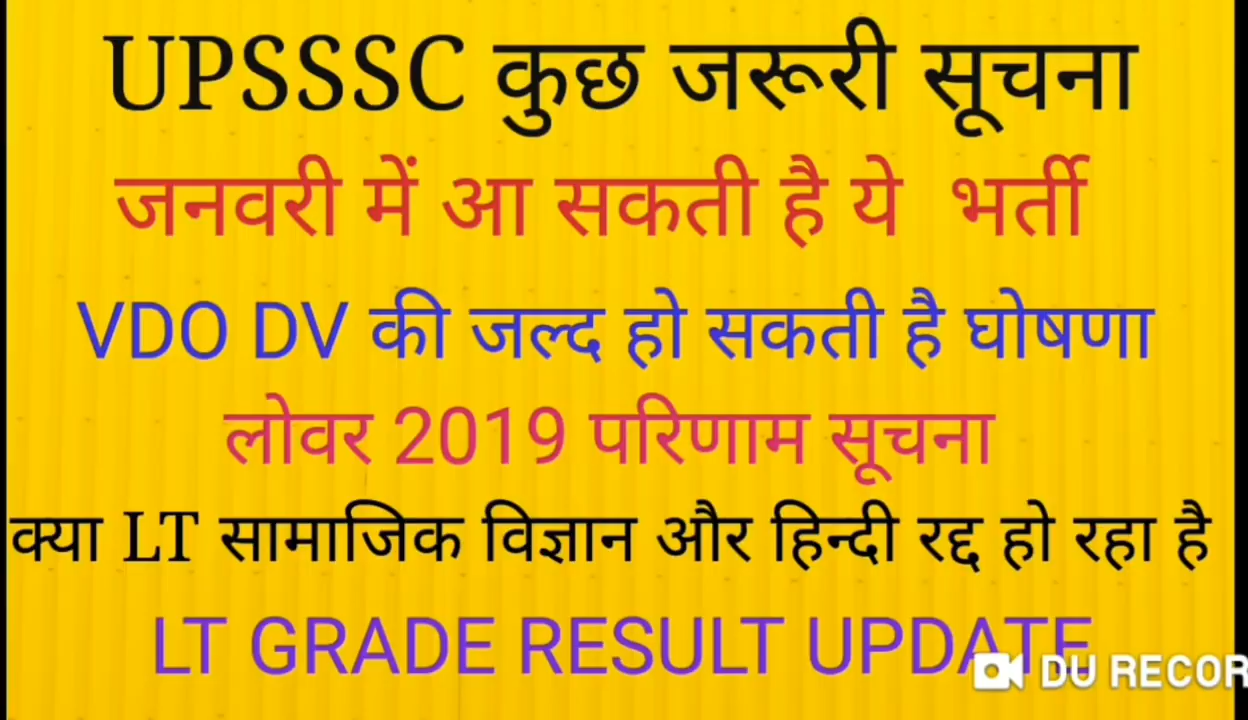 UPSSSC कुछ जरूरी सूचना
जनवरी में आ सकती है ये भर्ती
VDO DV की जल्द हो सकती है घोषणा
लोवर 2019 परिणाम सूचना
क्या LT सामाजिक विज्ञान और हिन्दी रद्द हो रहा है
LT GRADE RESULT UPDATE
DU RECOR